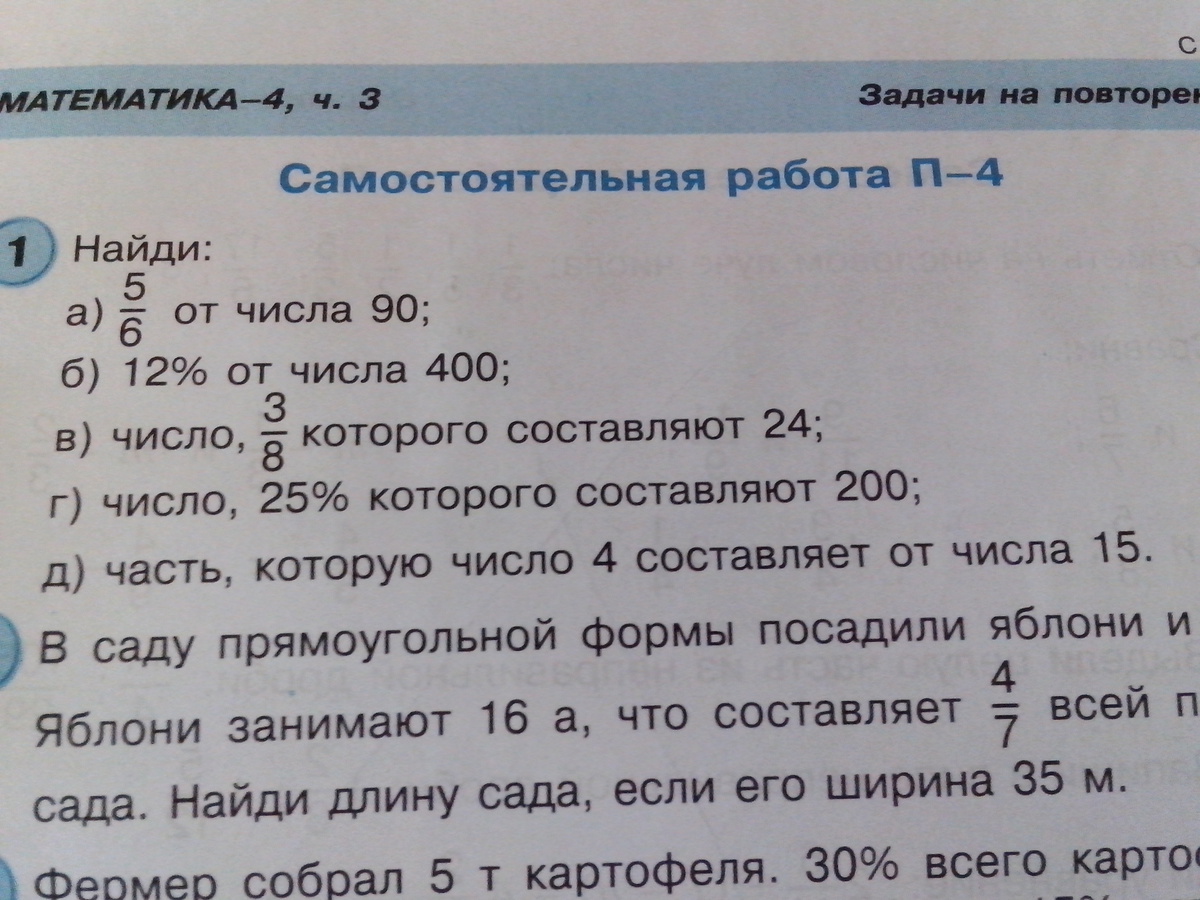 С
МАТЕМАТИКА–4, ч. 3 Задачи на
Самостоятельная работа П–4
1 Найди:
а) 5/6 от числа 90;
б) 12% от числа 400;
в) число, 3/8 которого составляют 24;
г) число, 25% которого составляют 200;
д) часть, которую число 4 составляет от числа 15.
В саду прямоугольной формы посадили яблони и
Яблони занимают 16 а, что составляет 4/7 всей
сада. Найди длину сада, если его ширина 35 м.
Фермер собрал 5 т картофеля. 30% всего